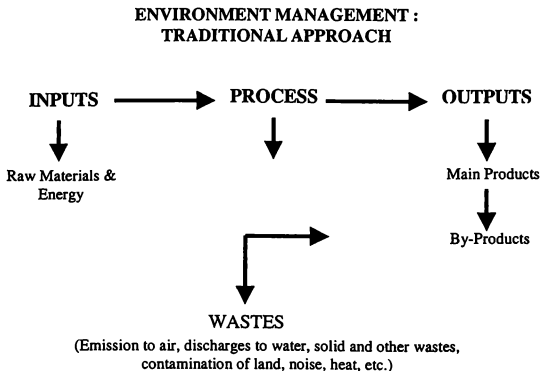 ENVIRONMENT MANAGEMENT :
TRADITIONAL APPROACH
INPUTS PROCESS OUTPUTS
Raw Materials &
Energy
Main Products
By-Products
WASTES
(Emission to air, discharges to water, solid and other wastes,
contamination of land, noise, heat, etc.)